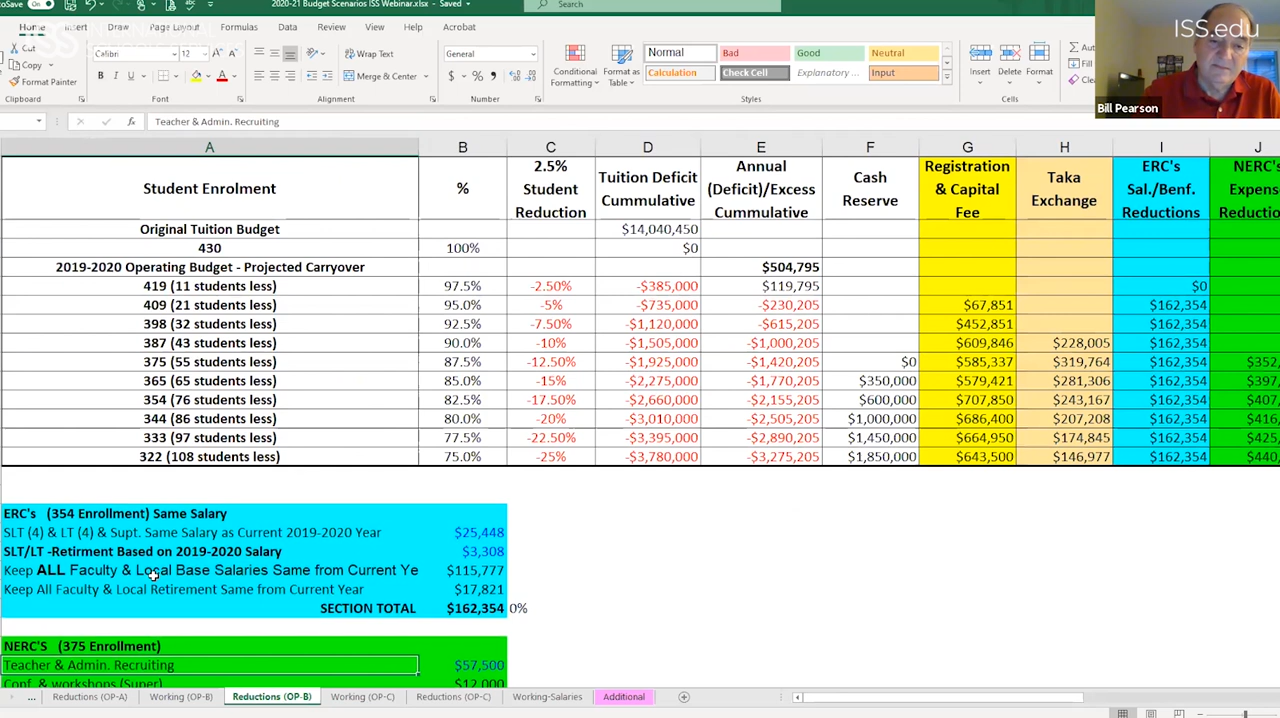 AutoSave On 2020-21 Budget Scenarios ISS Webinar.xlsx - Saved Search
Home Insert Draw Page Layout Formulas Data Review View Help Acrobat
ISS.edu
Cut Calibri 12 Wrap Text General Normal Bad Good Neutral
Copy Format Painter Merge & Center Conditional Formatting Format as Table Calculation Check Cell Explanatory ... Input Insert Delete Format
Clipboard Font Alignment Number Styles Cells
Bill Pearson
fx Teacher & Admin. Recruiting
A B C D E F G H I J
Student Enrolment % 2.5% Student Reduction Tuition Deficit Cummulative Annual (Deficit)/Excess Cummulative Cash Reserve Registration & Capital Fee Taka Exchange ERC's Sal./Benf. Reductions NERC's
Original Tuition Budget $14,040,450
430 100% $0
2019-2020 Operating Budget - Projected Carryover $504,795
419 (11 students less) 97.5% -2.50% -$385,000 $119,795 $0
409 (21 students less) 95.0% -5% -$735,000 -$230,205 $67,851 $162,354
398 (32 students less) 92.5% -7.50% -$1,120,000 -$615,205 $452,851 $162,354
387 (43 students less) 90.0% -10% -$1,505,000 -$1,000,205 $609,846 $228,005 $162,354
375 (55 students less) 87.5% -12.50% -$1,925,000 -$1,420,205 $0 $585,337 $319,764 $162,354 $352,
365 (65 students less) 85.0% -15% -$2,275,000 -$1,770,205 $350,000 $579,421 $281,306 $162,354 $397,
354 (76 students less) 82.5% -17.50% -$2,660,000 -$2,155,205 $600,000 $707,850 $243,167 $162,354 $407,
344 (86 students less) 80.0% -20% -$3,010,000 -$2,505,205 $1,000,000 $686,400 $207,208 $162,354 $416,
333 (97 students less) 77.5% -22.50% -$3,395,000 -$2,890,205 $1,450,000 $664,950 $174,845 $162,354 $425,
322 (108 students less) 75.0% -25% -$3,780,000 -$3,275,205 $1,850,000 $643,500 $146,977 $162,354 $440,
ERC's (354 Enrollment) Same Salary
SLT (4) & LT (4) & Supt. Same Salary as Current 2019-2020 Year $25,448
SLT/LT -Retirment Based on 2019-2020 Salary $3,308
Keep ALL Faculty & Local Base Salaries Same from Current Ye $115,777
Keep All Faculty & Local Retirement Same from Current Year $17,821
SECTION TOTAL $162,354 0%
NERC'S (375 Enrollment)
Teacher & Admin. Recruiting $57,500
Conf. & workshops (Super) $12,000
... Reductions (OP-A) Working (OP-B) Reductions (OP-B) Working (OP-C) Reductions (OP-C) Working-Salaries Additional